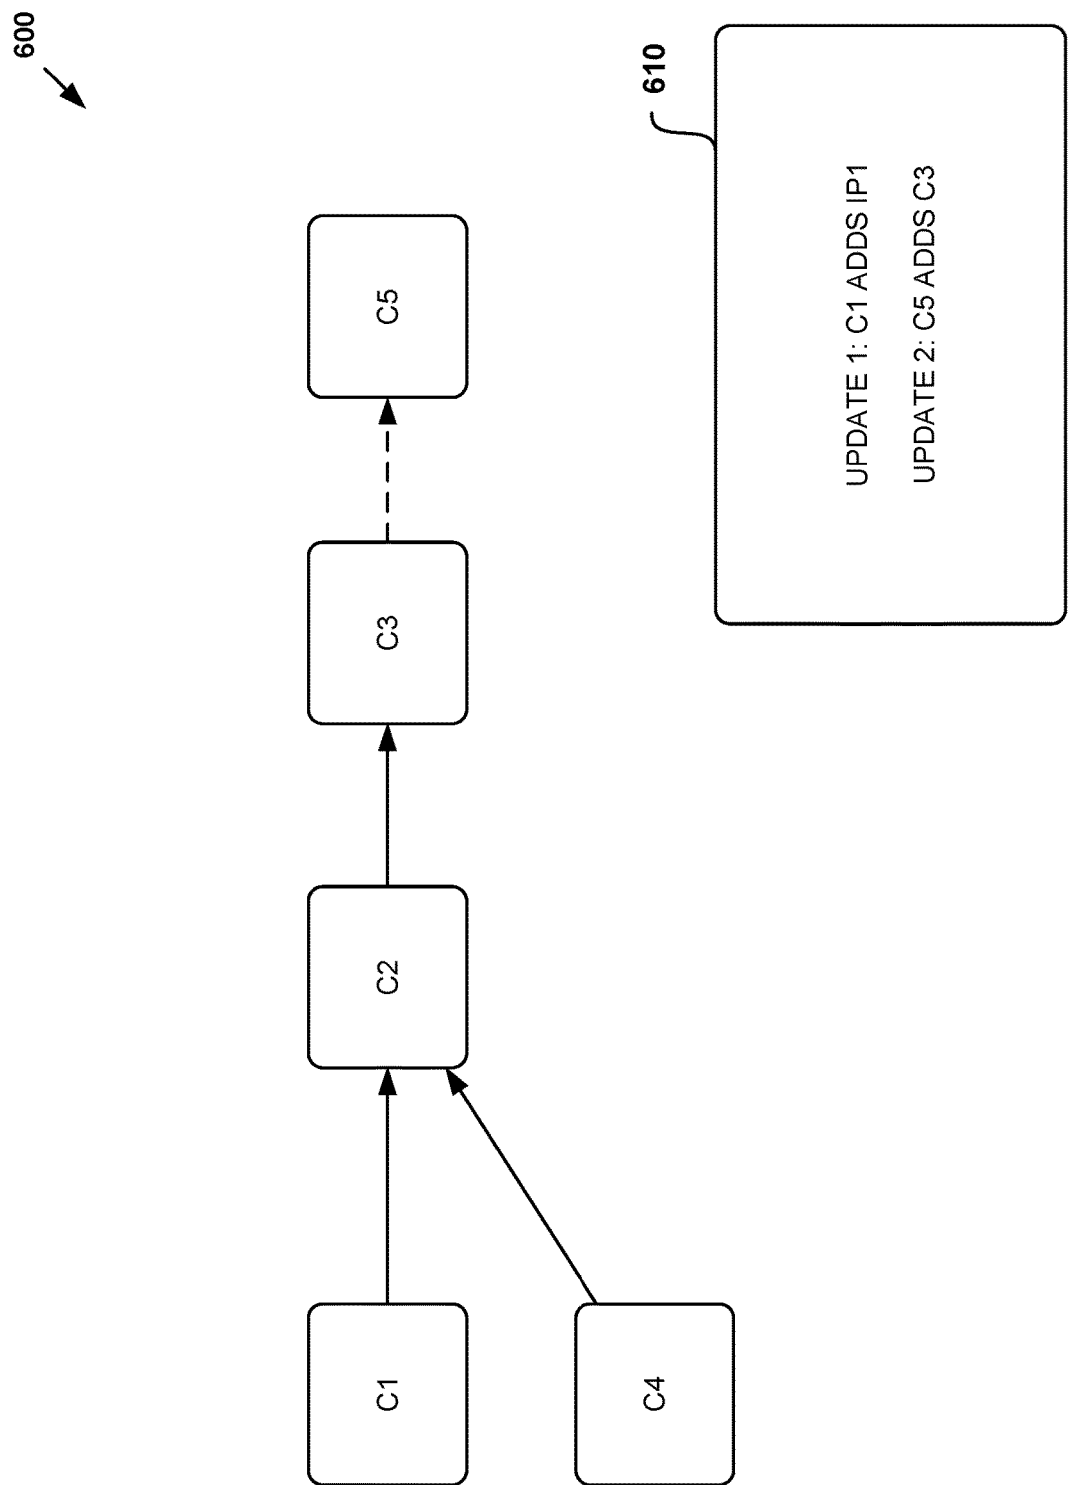 600
C1
C2
C3
C5
C4
610
UPDATE 1: C1 ADDS IP1
UPDATE 2: C5 ADDS C3